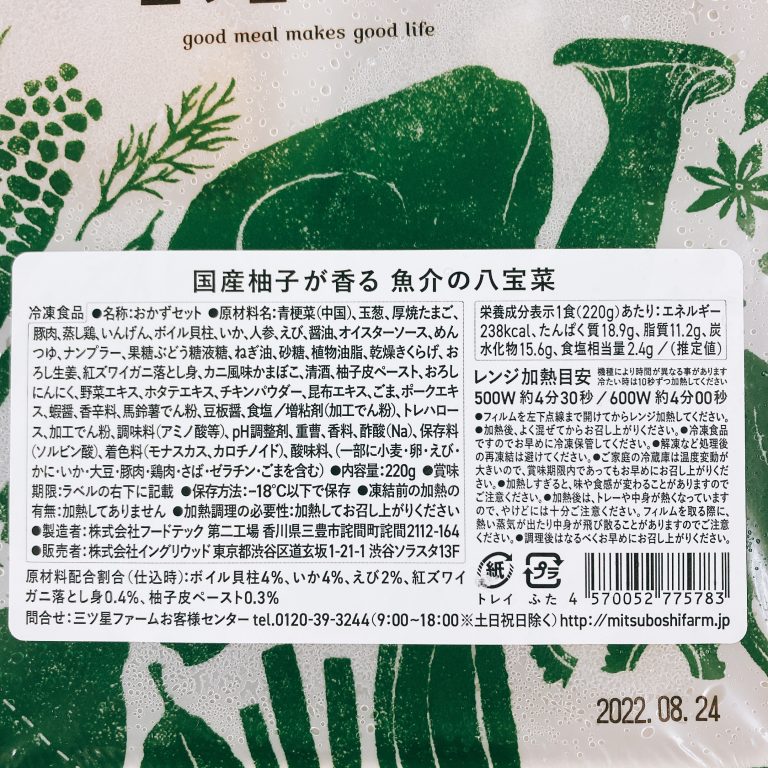 good meal makes good life
国産柚子が香る 魚介の八宝菜
冷凍食品 ●名称:おかずセット ●原材料名:青梗菜(中国)、玉葱、厚焼たまご、
豚肉、蒸し鶏、いんげん、ボイル貝柱、いか、人参、えび、醤油、オイスターソース、めん
つゆ、ナンプラー、果糖ぶどう糖液糖、ねぎ油、砂糖、植物油脂、乾燥きくらげ、お
ろし生姜、紅ズワイガニ落とし身、カニ風味かまぼこ、清酒、柚子皮ペースト、おろし
にんにく、野菜エキス、ホタテエキス、チキンパウダー、昆布エキス、ごま、ポークエキ
ス、蝦醤、香辛料、馬鈴薯でん粉、豆板醤、食塩／増粘剤(加工でん粉)、トレハロ
ース、加工でん粉、調味料(アミノ酸等)、pH調整剤、重曹、香料、酢酸(Na)、保存料
(ソルビン酸)、着色料(モナスカス、カロチノイド)、酸味料、(一部に小麦・卵・えび・
かに・いか・大豆・豚肉・鶏肉・さば・ゼラチン・ごまを含む) ●内容量:220g ●賞味
期限:ラベルの右下に記載 ●保存方法:-18℃以下で保存 ●凍結前の加熱の
有無:加熱してありません ●加熱調理の必要性:加熱してお召し上がりください
●製造者:株式会社フードテック 第二工場 香川県三豊市詫間町詫間2112-164
●販売者:株式会社イングリウッド 東京都渋谷区道玄坂1-21-1 渋谷ソラスタ13F
栄養成分表示1食(220g)あたり:エネルギー
238kcal、たんぱく質18.9g、脂質11.2g、炭
水化物15.6g、食塩相当量2.4g／(推定値)
レンジ加熱目安 機種により時間が異なる事があります
冷たい時は10秒ずつ加熱してください
500W 約4分30秒／600W 約4分00秒
●フィルムを左下点線まで開けてからレンジ加熱してください。
●加熱後、よく混ぜてからお召し上がりください。●冷凍食品
ですのでお早めに冷凍保管してください。●解凍など処理後
の再凍結は避けてください。●ご家庭の冷蔵庫は温度変動が
大きいので、賞味期限内であってもお早めにお召し上がりくだ
さい。●加熱しすぎると、味や食感が変わることがありますので
ご注意ください。●加熱後は、トレーや中身が熱くなっています
ので、やけどには十分ご注意ください。フィルムを取る際に、
熱い蒸気が出たり中身が飛び散ることがありますのでご注意
ください。●調理後はなるべくお早めにお召し上がりください。
原材料配合割合(仕込時):ボイル貝柱4%、いか4%、えび2%、紅ズワイ
ガニ落とし身0.4%、柚子皮ペースト0.3%
紙 プラ
トレイ ふた 4 570052 775783
問合せ:三ツ星ファームお客様センター tel.0120-39-3244(9:00~18:00※土日祝日除く)http://mitsuboshifarm.jp
2022.08.24